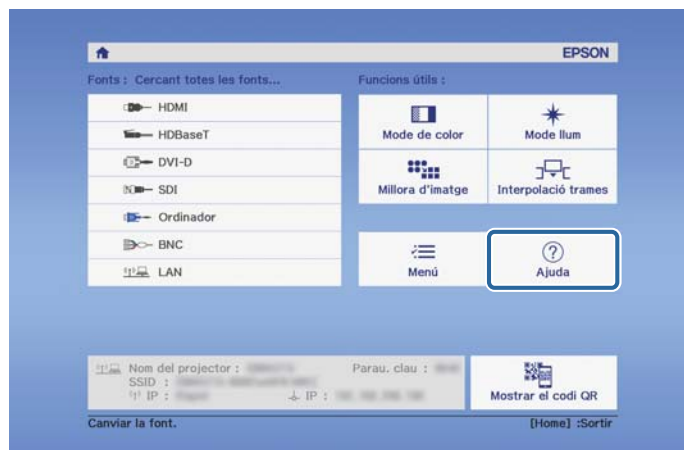 EPSON
Fonts : Cercant totes les fonts...
HDMI
HDBaseT
DVI-D
SDI
Ordinador
BNC
LAN
Funcions útils :
Mode de color
Mode llum
Millora d'imatge
Interpolació trames
Menú
Ajuda
Nom del projector :
SSID :
IP :
IP :
Parau. clau :
Mostrar el codi QR
Canviar la font.
[Home] :Sortir